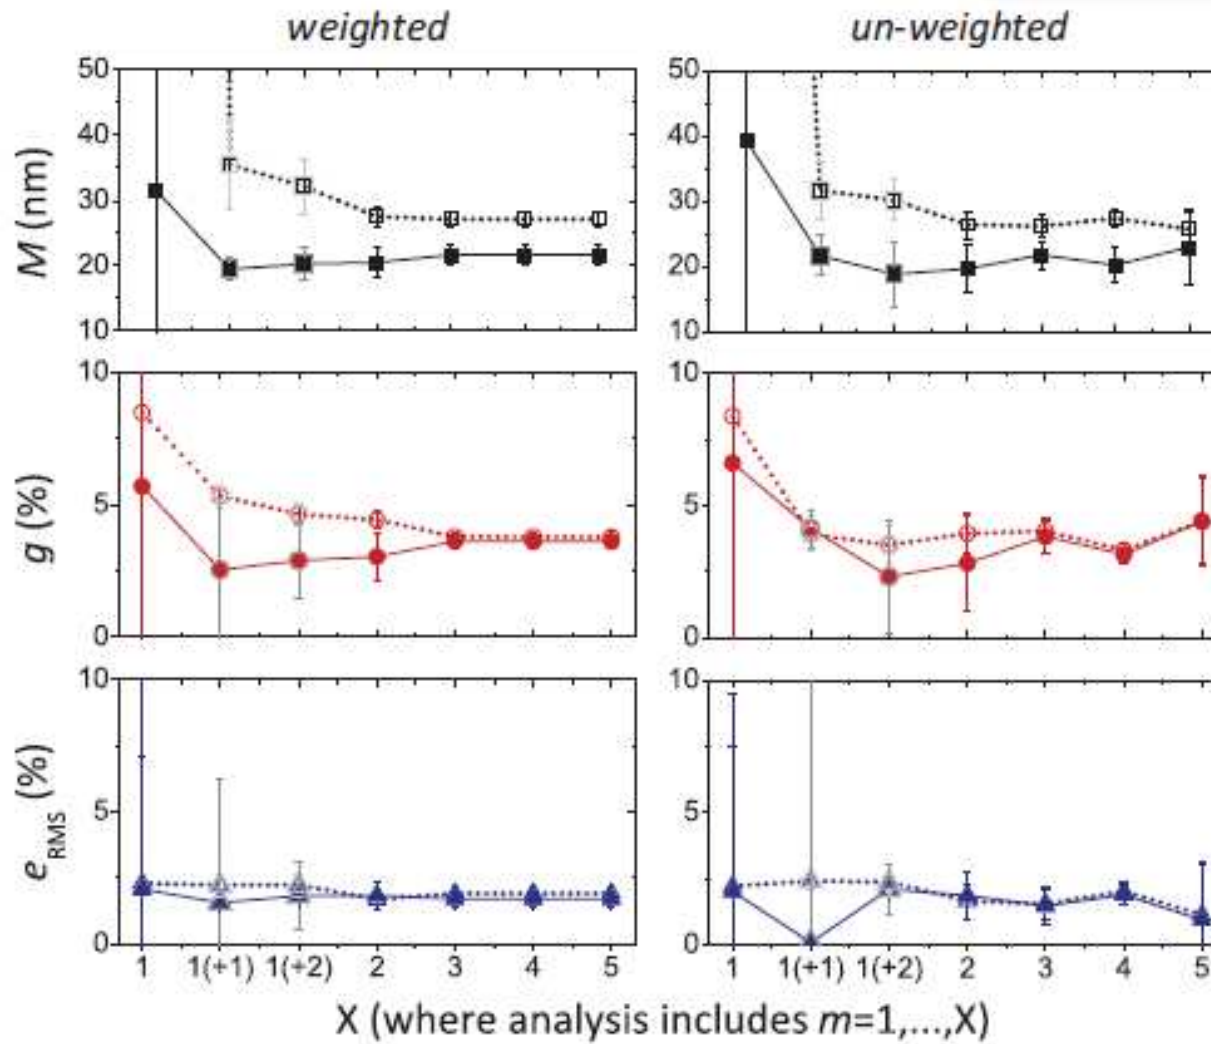 weighted un-weighted
50 50
40 40
M (nm) 30 30
20 20
10 10
10 10
g (%) 5 5
0 0
10 10
e RMS (%) 5 5
0 0
1 1(+1) 1(+2) 2 3 4 5 1 1(+1) 1(+2) 2 3 4 5
X (where analysis includes m=1,...,X)